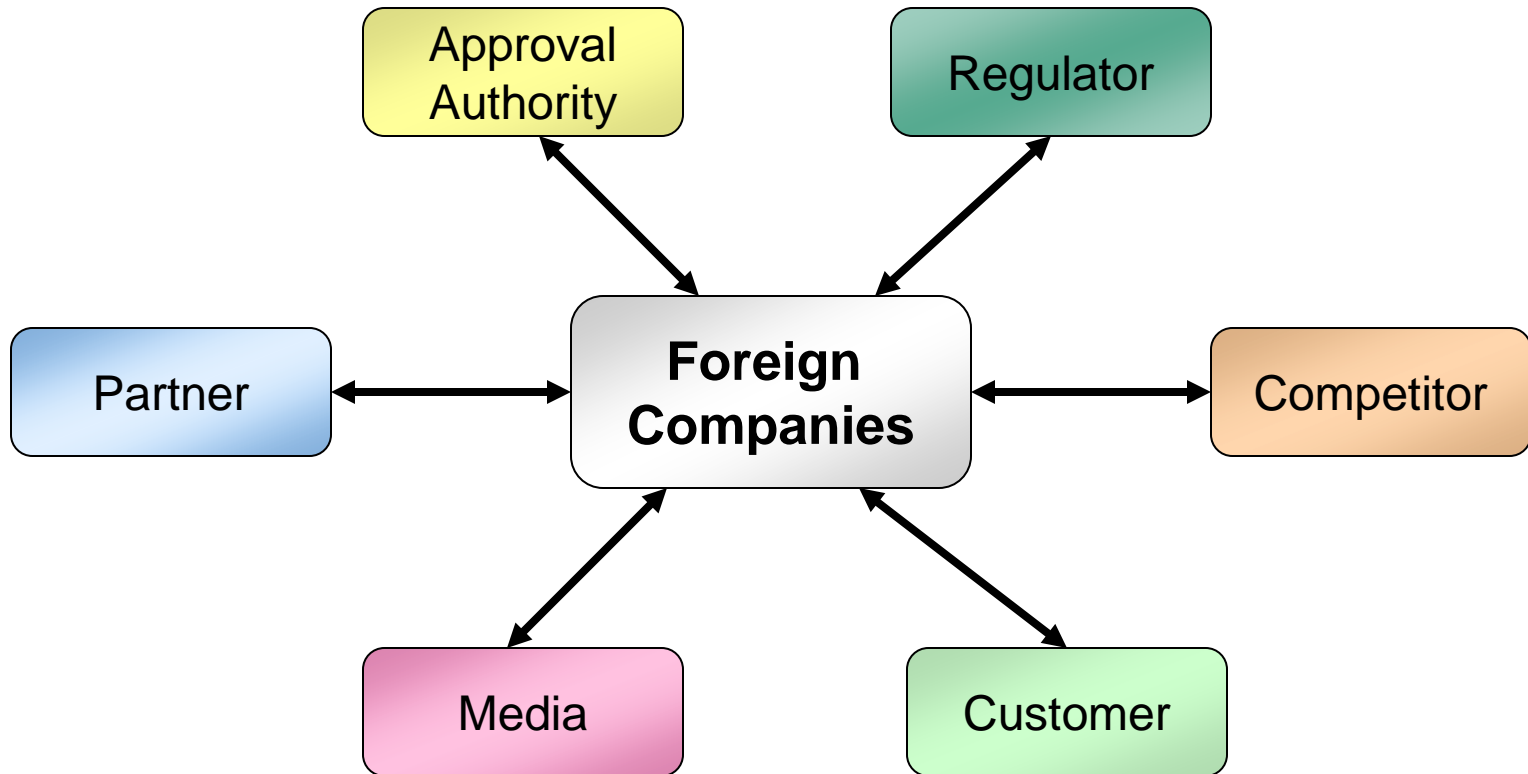 Approval
Authority
Regulator
Partner
Foreign
Companies
Competitor
Media
Customer